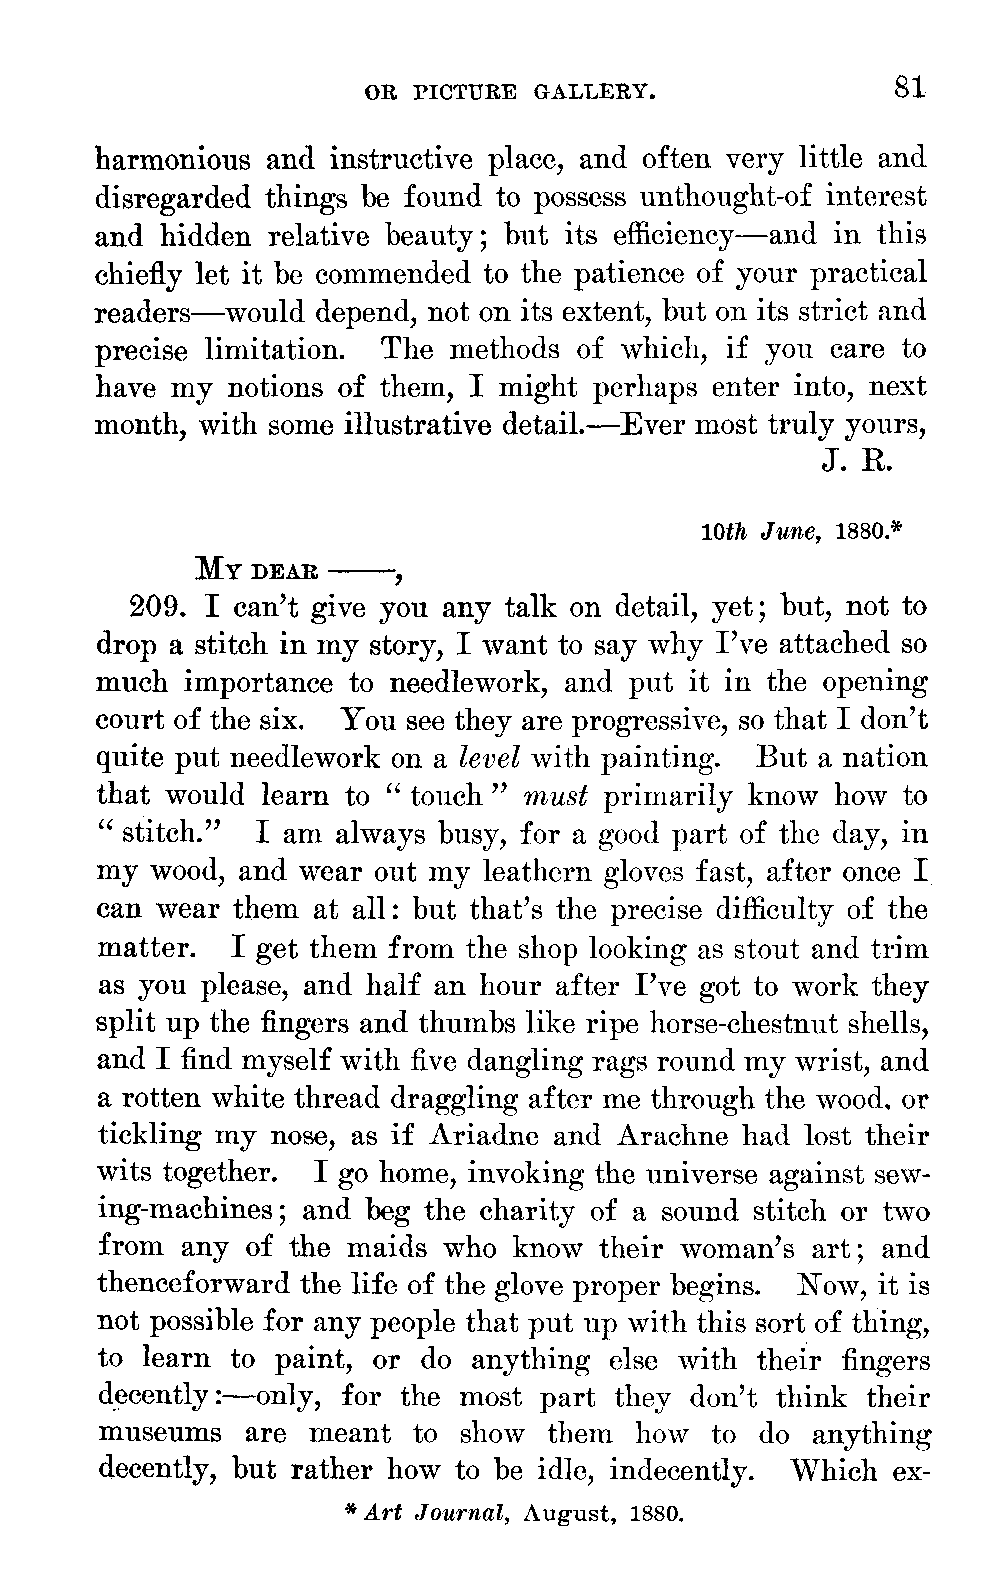 OR PICTURE GALLERY. 81
harmonious and instructive place, and often very little and
disregarded things be found to possess unthought-of interest
and hidden relative beauty; but its efficiency—and in this
chiefly let it be commended to the patience of your practical
readers—would depend, not on its extent, but on its strict and
precise limitation. The methods of which, if you care to
have my notions of them, I might perhaps enter into, next
month, with some illustrative detail.—Ever most truly yours,
J. R.
10th June, 1880.*
MY DEAR ——,
209. I can't give you any talk on detail, yet; but, not to
drop a stitch in my story, I want to say why I've attached so
much importance to needlework, and put it in the opening
court of the six. You see they are progressive, so that I don't
quite put needlework on a level with painting. But a nation
that would learn to “ touch ” must primarily know how to
“ stitch.” I am always busy, for a good part of the day, in
my wood, and wear out my leathern gloves fast, after once I
can wear them at all: but that's the precise difficulty of the
matter. I get them from the shop looking as stout and trim
as you please, and half an hour after I've got to work they
split up the fingers and thumbs like ripe horse-chestnut shells,
and I find myself with five dangling rags round my wrist, and
a rotten white thread draggling after me through the wood, or
tickling my nose, as if Ariadne and Arachne had lost their
wits together. I go home, invoking the universe against sew-
ing-machines; and beg the charity of a sound stitch or two
from any of the maids who know their woman's art; and
thenceforward the life of the glove proper begins. Now, it is
not possible for any people that put up with this sort of thing,
to learn to paint, or do anything else with their fingers
decently:—only, for the most part they don't think their
museums are meant to show them how to do anything
decently, but rather how to be idle, indecently. Which ex-
* Art Journal, August, 1880.